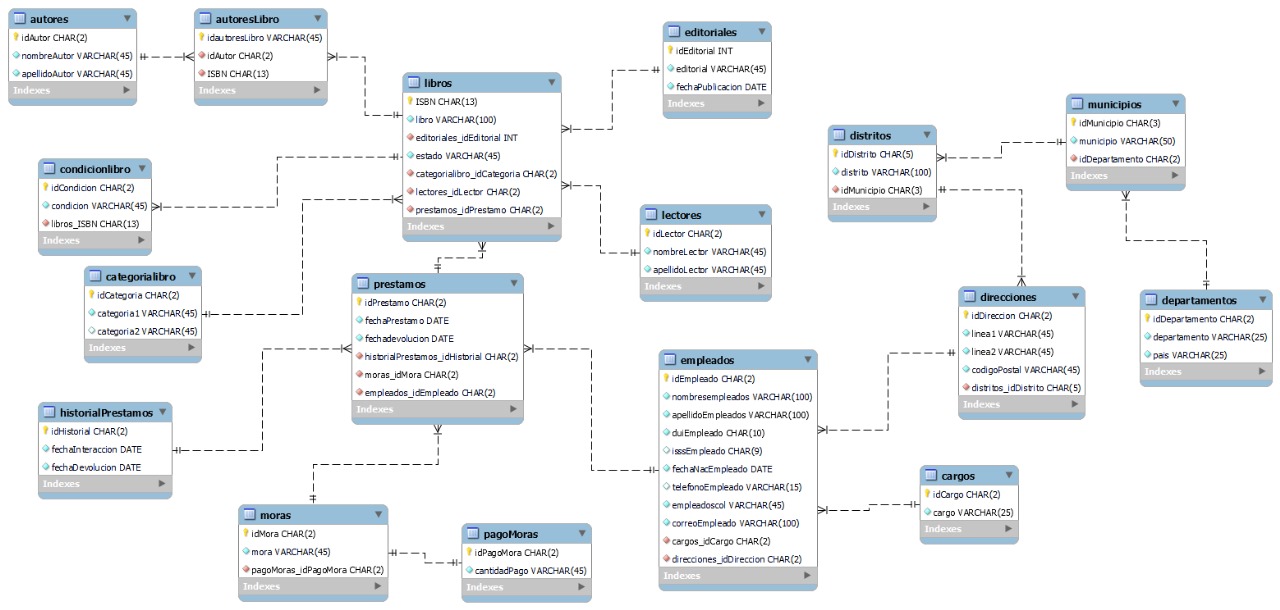 autores
idAutor CHAR(2)
nombreAutor VARCHAR(45)
apellidoAutor VARCHAR(45)
Indexes
autoresLibro
idautoresLibro VARCHAR(45)
idAutor CHAR(2)
ISBN CHAR(13)
Indexes
editoriales
idEditorial INT
editorial VARCHAR(45)
fechaPublicacion DATE
Indexes
libros
ISBN CHAR(13)
libro VARCHAR(100)
editoriales_idEditorial INT
estado VARCHAR(45)
categorialibro_idCategoria CHAR(2)
lectores_idLector CHAR(2)
prestamos_idPrestamo CHAR(2)
Indexes
municipios
idMunicipio CHAR(3)
municipio VARCHAR(50)
idDepartamento CHAR(2)
Indexes
distritos
idDistrito CHAR(5)
distrito VARCHAR(100)
idMunicipio CHAR(3)
Indexes
condicionlibro
idCondicion CHAR(2)
condicion VARCHAR(45)
libros_ISBN CHAR(13)
Indexes
lectores
idLector CHAR(2)
nombreLector VARCHAR(45)
apellidoLector VARCHAR(45)
Indexes
categorialibro
idCategoria CHAR(2)
categoria1 VARCHAR(45)
categoria2 VARCHAR(45)
Indexes
prestamos
idPrestamo CHAR(2)
fechaPrestamo DATE
fechadevolucion DATE
historialPrestamos_idHistorial CHAR(2)
moras_idMora CHAR(2)
empleados_idEmpleado CHAR(2)
Indexes
direcciones
idDireccion CHAR(2)
linea1 VARCHAR(45)
linea2 VARCHAR(45)
codigoPostal VARCHAR(45)
distritos_idDistrito CHAR(5)
Indexes
departamentos
idDepartamento CHAR(2)
departamento VARCHAR(25)
pais VARCHAR(25)
Indexes
empleados
idEmpleado CHAR(2)
nombresempleados VARCHAR(100)
apellidoEmpleados VARCHAR(100)
duiEmpleado CHAR(10)
isssEmpleado CHAR(9)
fechaNacEmpleado DATE
telefonoEmpleado VARCHAR(15)
empleadoscol VARCHAR(45)
correoEmpleado VARCHAR(100)
cargos_idCargo CHAR(2)
direcciones_idDireccion CHAR(2)
Indexes
historialPrestamos
idHistorial CHAR(2)
fechaInteraccion DATE
fechaDevolucion DATE
Indexes
cargos
idCargo CHAR(2)
cargo VARCHAR(25)
Indexes
moras
idMora CHAR(2)
mora VARCHAR(45)
pagoMoras_idPagoMora CHAR(2)
Indexes
pagoMoras
idPagoMora CHAR(2)
cantidadPago VARCHAR(45)
Indexes